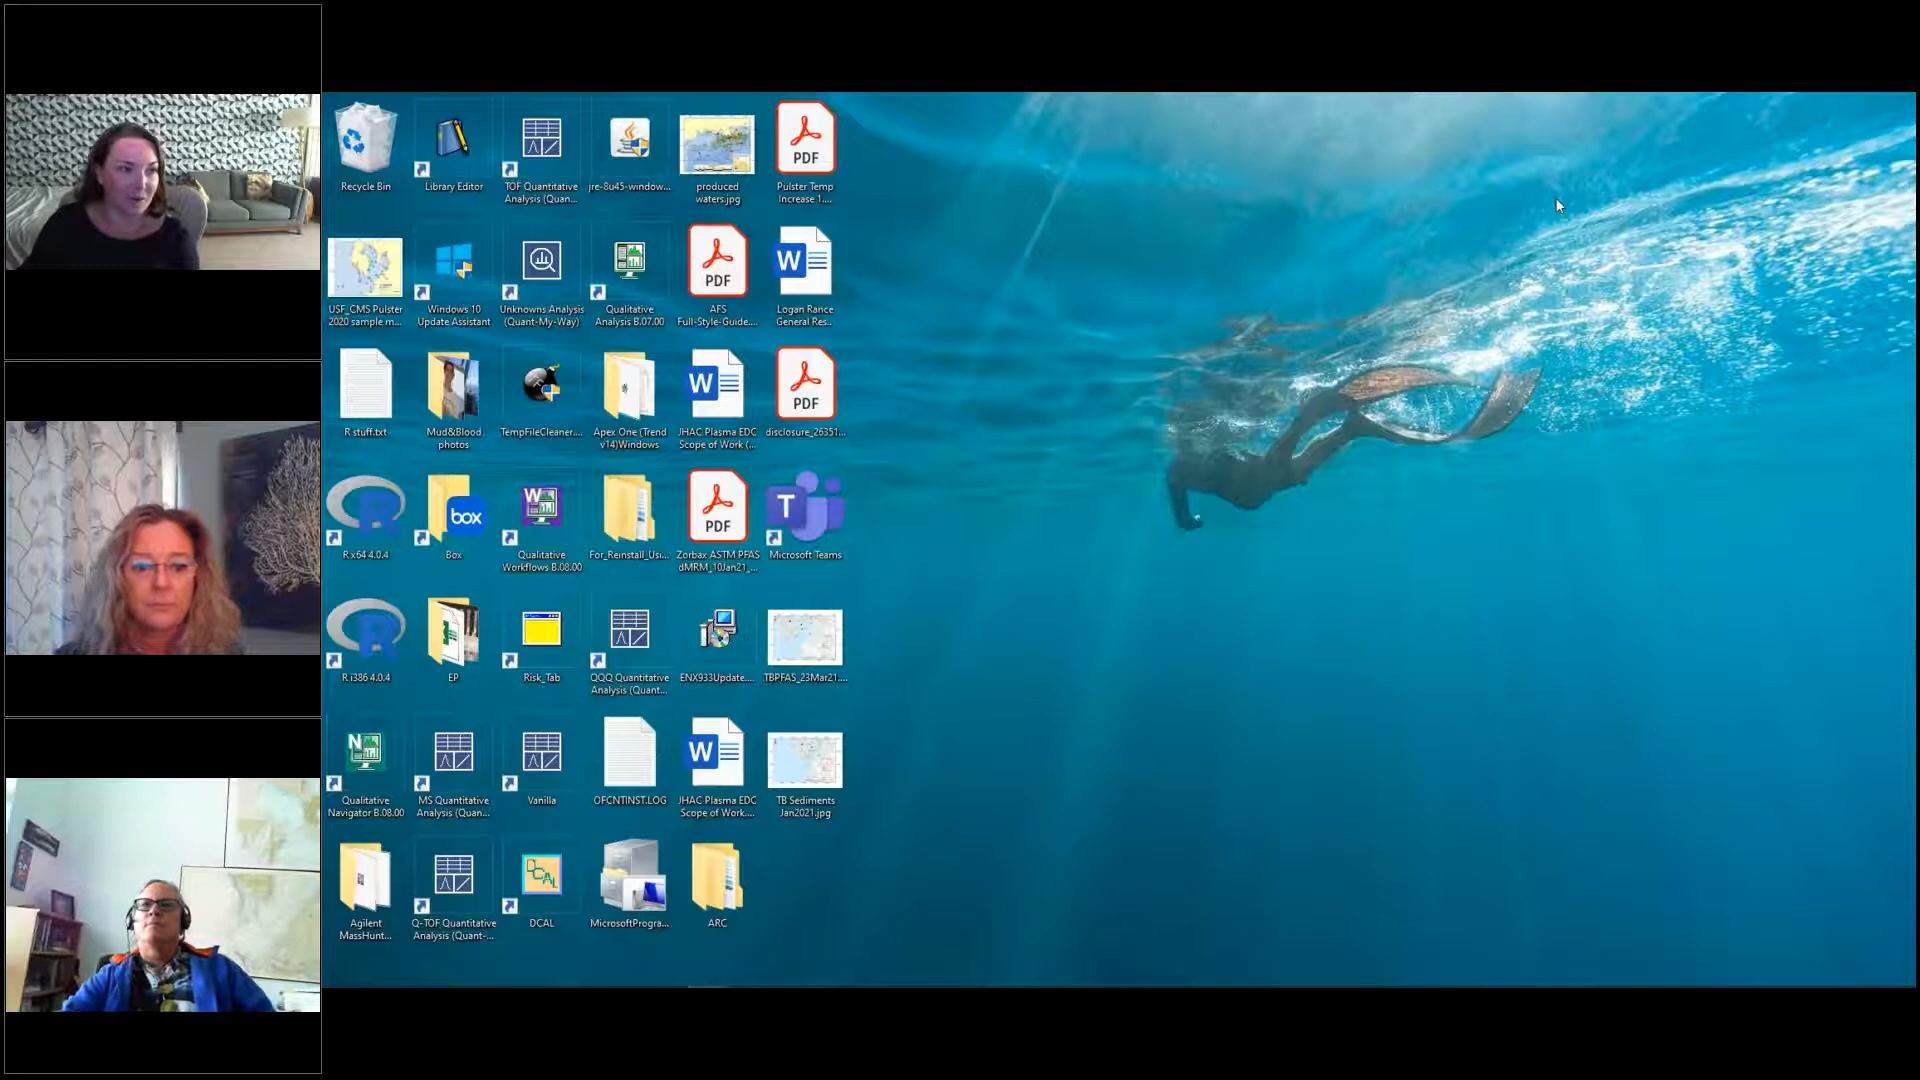 PDF
Recycle Bin
Library Editor
TOF Quantitative
Analysis (Quan...
jre-8u45-window...
produced
waters.jpg
Pulster Temp
Increase 1....
PDF
W
USF_CMS Pulster
2020 sample m...
Windows 10
Update Assistant
Unknowns Analysis
(Quant-My-Way)
Qualitative
Analysis B.07.00
AFS
Full-Style-Guide....
Logan Rance
General Res..
W
PDF
R stuff.txt
Mud&Blood
photos
TempFileCleaner....
Apex One (Trend
v14)Windows
JHAC Plasma EDC
Scope of Work (...
disclosure_26351...
R
box
W
PDF
T
R x64 4.0.4
Box
Qualitative
Workflows B.08.00
For_Reinstall_Usi...
Zorbax ASTM PFAS
dMRM_10Jan21_...
Microsoft Teams
R
R i386 4.0.4
EP
Risk_Tab
QQQ Quantitative
Analysis (Quant...
ENX933Update....
TBPFAS_23Mar21....
N
W
Qualitative
Navigator B.08.00
MS Quantitative
Analysis (Quan...
Vanilla
OFCNTINST.LOG
JHAC Plasma EDC
Scope of Work....
TB Sediments
Jan2021.jpg
DCAL
Agilent
MassHunt...
Q-TOF Quantitative
Analysis (Quant-...
DCAL
MicrosoftProgra...
ARC